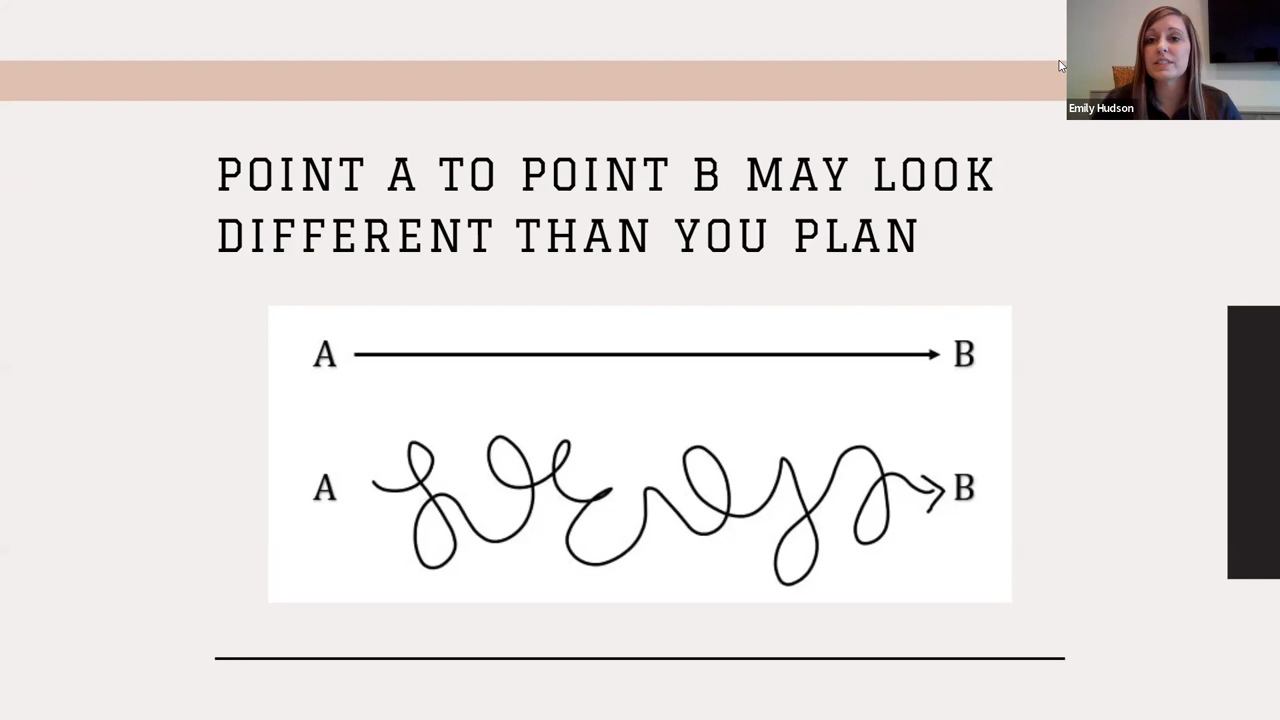 Emily Hudson
POINT A TO POINT B MAY LOOK
DIFFERENT THAN YOU PLAN
A B
A B